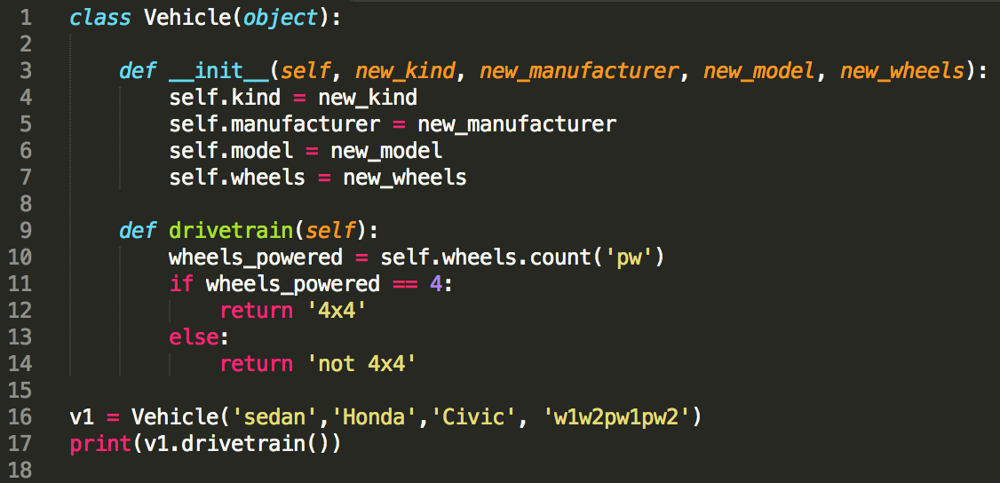 1 class Vehicle(object):
2
3     def __init__(self, new_kind, new_manufacturer, new_model, new_wheels):
4         self.kind = new_kind
5         self.manufacturer = new_manufacturer
6         self.model = new_model
7         self.wheels = new_wheels
8
9     def drivetrain(self):
10         wheels_powered = self.wheels.count('pw')
11         if wheels_powered == 4:
12             return '4x4'
13         else:
14             return 'not 4x4'
15
16 v1 = Vehicle('sedan','Honda','Civic', 'w1w2pw1pw2')
17 print(v1.drivetrain())
18